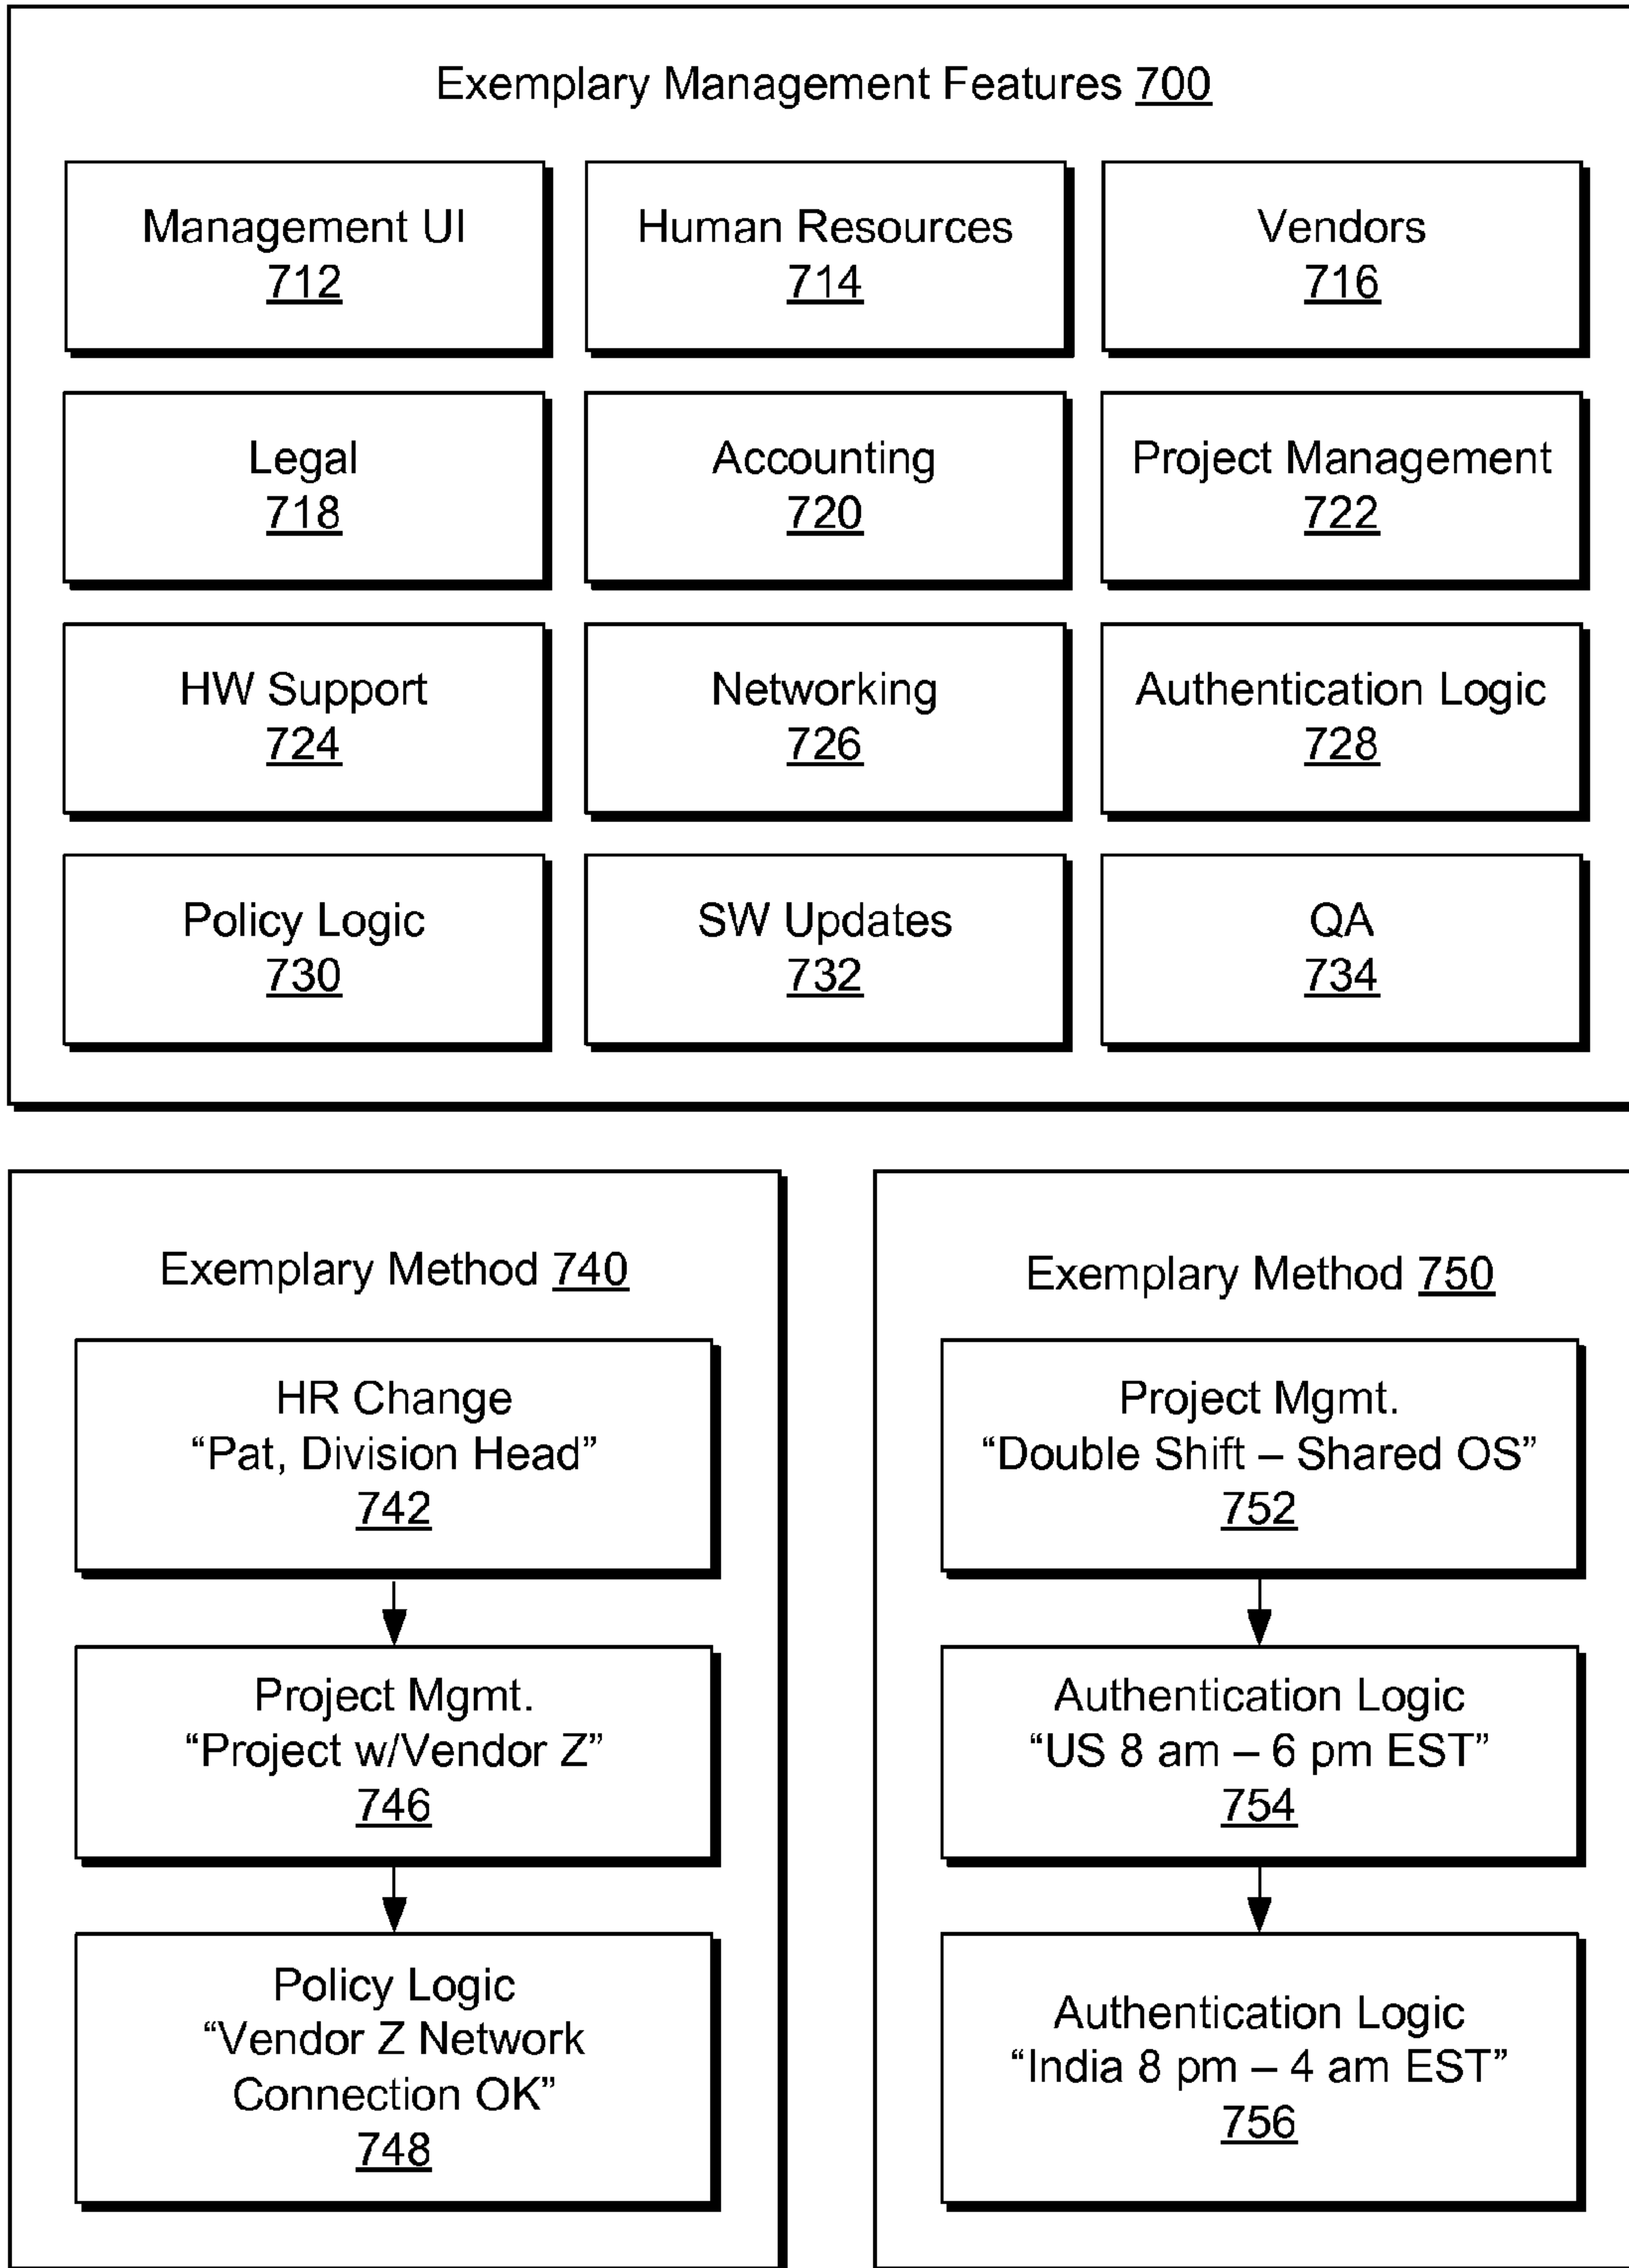 Exemplary Management Features 700
Management UI
712
Human Resources
714
Vendors
716
Legal
718
Accounting
720
Project Management
722
HW Support
724
Networking
726
Authentication Logic
728
Policy Logic
730
SW Updates
732
QA
734
Exemplary Method 740
HR Change
“Pat, Division Head”
742
Project Mgmt.
“Project w/Vendor Z”
746
Policy Logic
“Vendor Z Network
Connection OK”
748
Exemplary Method 750
Project Mgmt.
“Double Shift – Shared OS”
752
Authentication Logic
“US 8 am – 6 pm EST”
754
Authentication Logic
“India 8 pm – 4 am EST”
756